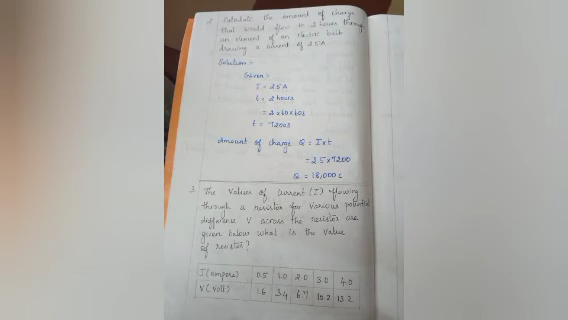 2. Calculate the amount of charge
that would flow in 2 hours through
an element of an electric bulb
drawing a current of 2.5A
Solution :-
Given :-
I = 2.5A
t = 2 hours
= 2x60x60s
t = 7200s
Amount of charge Q = Ixt
= 2.5x7200
Q = 18,000 c
3. The values of current (I) flowing
through a resistor for various potential
difference V across the resistor are
given below what is the value
of resistor?
I (ampere) 0.5 1.0 2.0 3.0 4.0
V (volt) 1.6 3.4 6.7 10.2 13.2